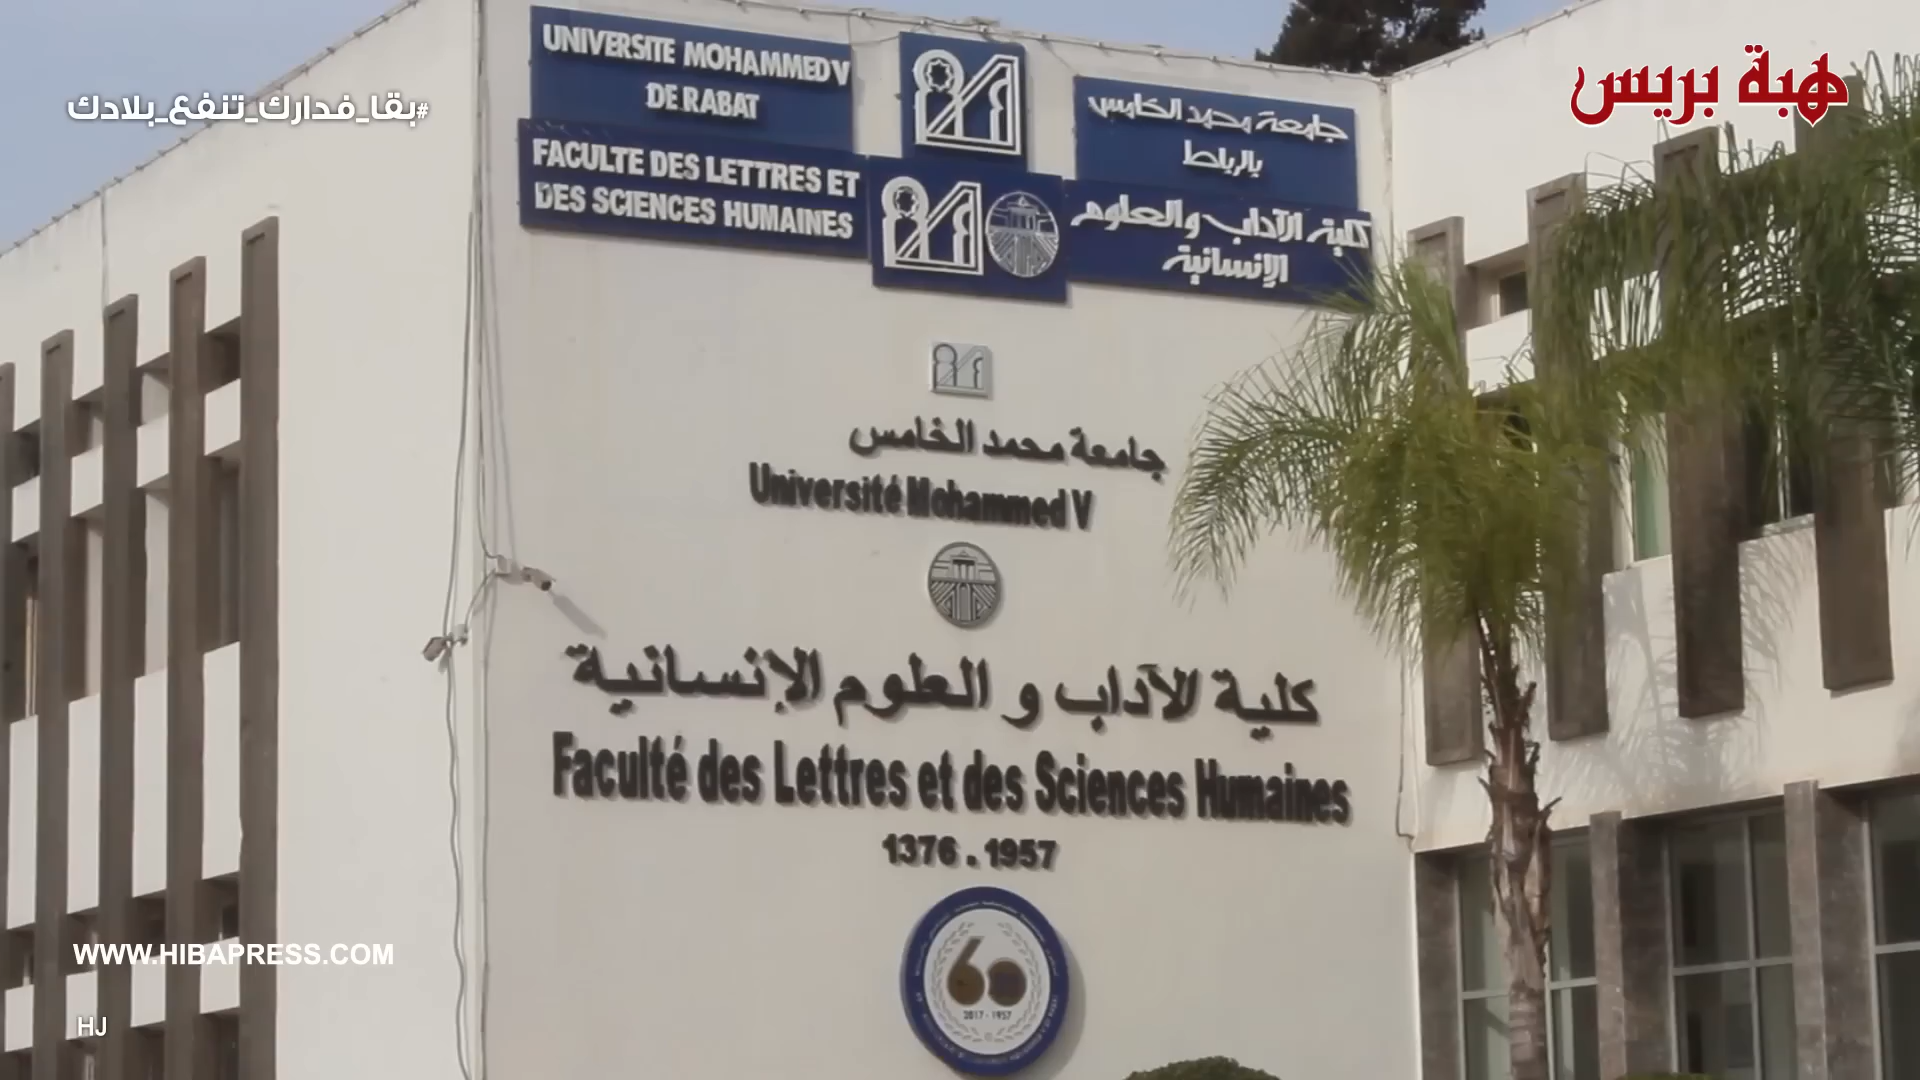 #بقا_فدارك_تنفع_بلادك
هبة بريس
UNIVERSITE MOHAMMED V
DE RABAT
جامعة محمد الخامس
بالرباط
FACULTE DES LETTRES ET
DES SCIENCES HUMAINES
كلية الآداب والعلوم
الإنسانية
جامعة محمد الخامس
Université Mohammed V
كلية الآداب و العلوم الإنسانية
Faculté des Lettres et des Sciences Humaines
1376 . 1957
60
2017 - 1957
WWW.HIBAPRESS.COM
HJ